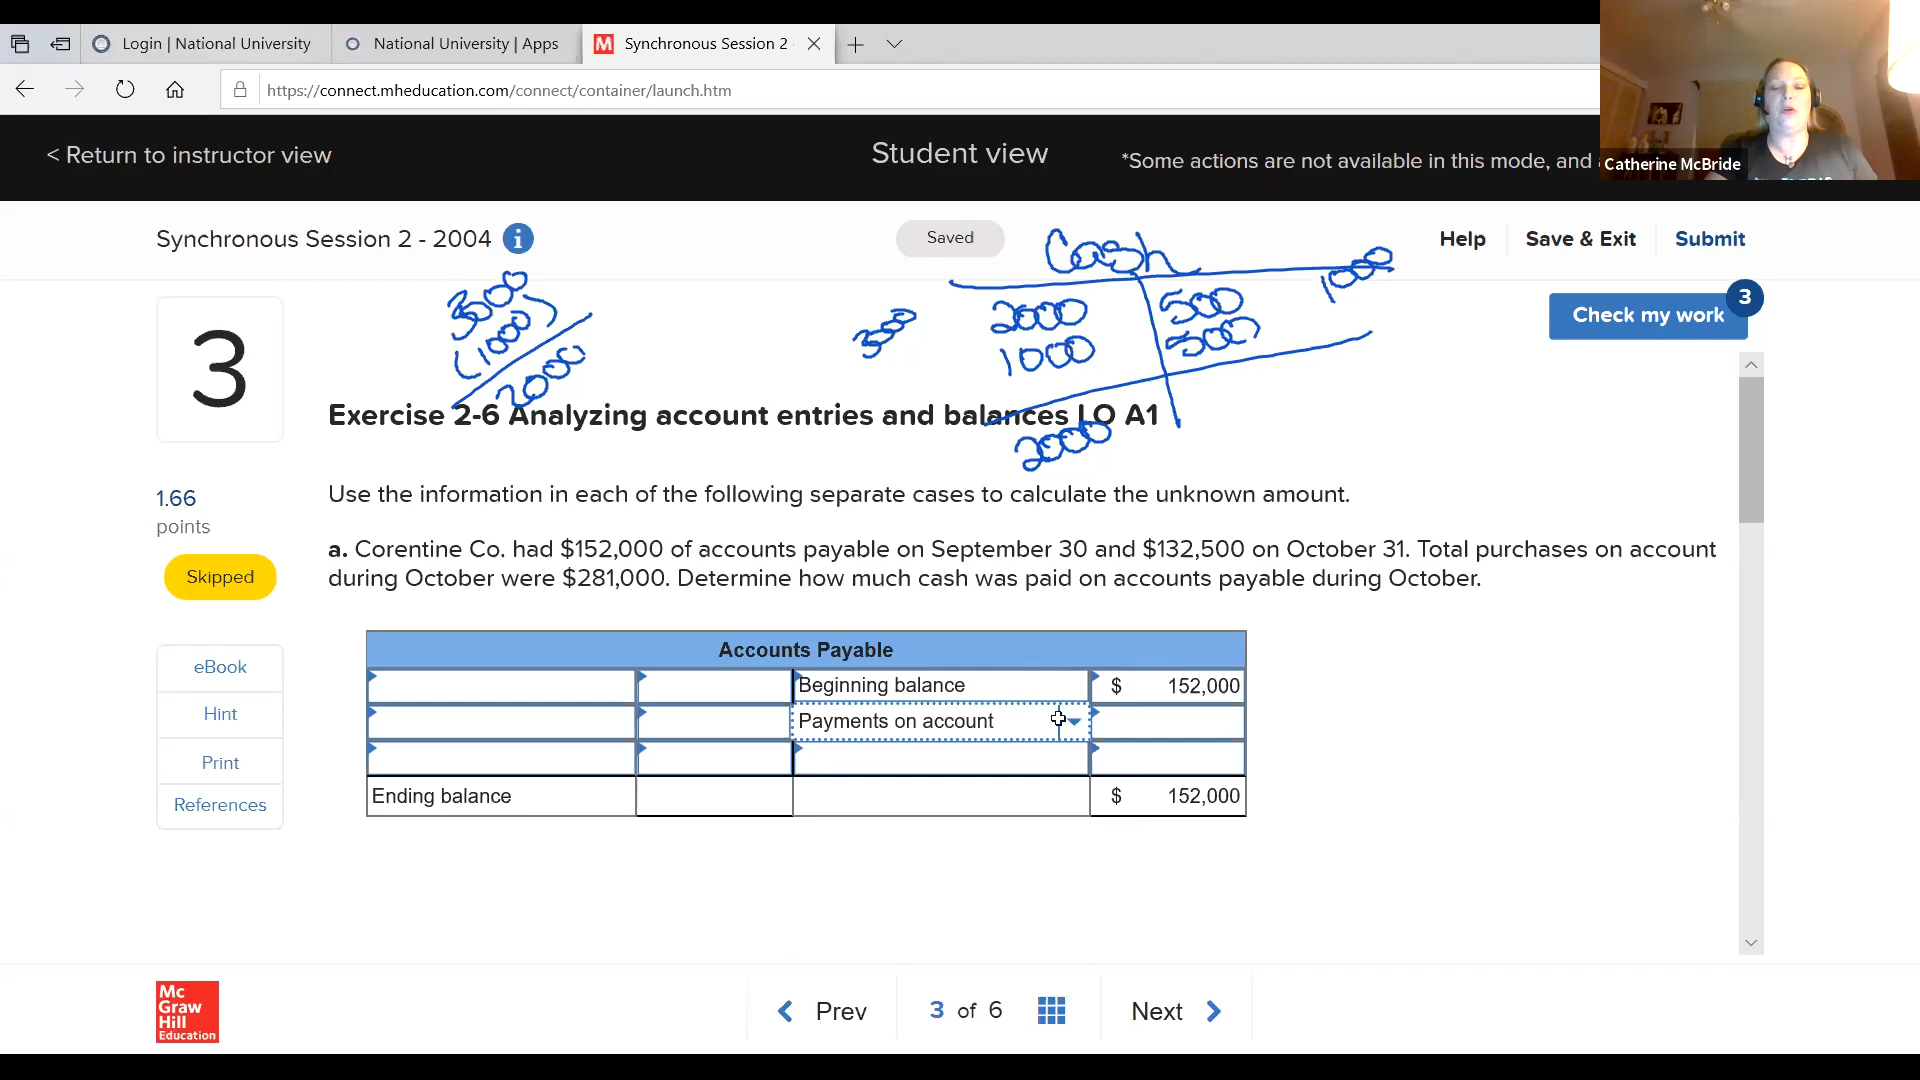 Login | National University
National University | Apps
M Synchronous Session 2
https://connect.mheducation.com/connect/container/launch.htm
Catherine McBride
< Return to instructor view
Student view
*Some actions are not available in this mode, and
Synchronous Session 2 - 2004 i
Saved
Help
Save & Exit
Submit
Cash
1000
3000
(1000)
2000
3000
2000
1000
500
500
2000
3
Check my work
3
Exercise 2-6 Analyzing account entries and balances LO A1
1.66
points
Skipped
eBook
Hint
Print
References
Use the information in each of the following separate cases to calculate the unknown amount.
a. Corentine Co. had $152,000 of accounts payable on September 30 and $132,500 on October 31. Total purchases on account
during October were $281,000. Determine how much cash was paid on accounts payable during October.
Accounts Payable
Beginning balance $ 152,000
Payments on account
Ending balance $ 152,000
Mc
Graw
Hill
Education
Prev
3 of 6
Next